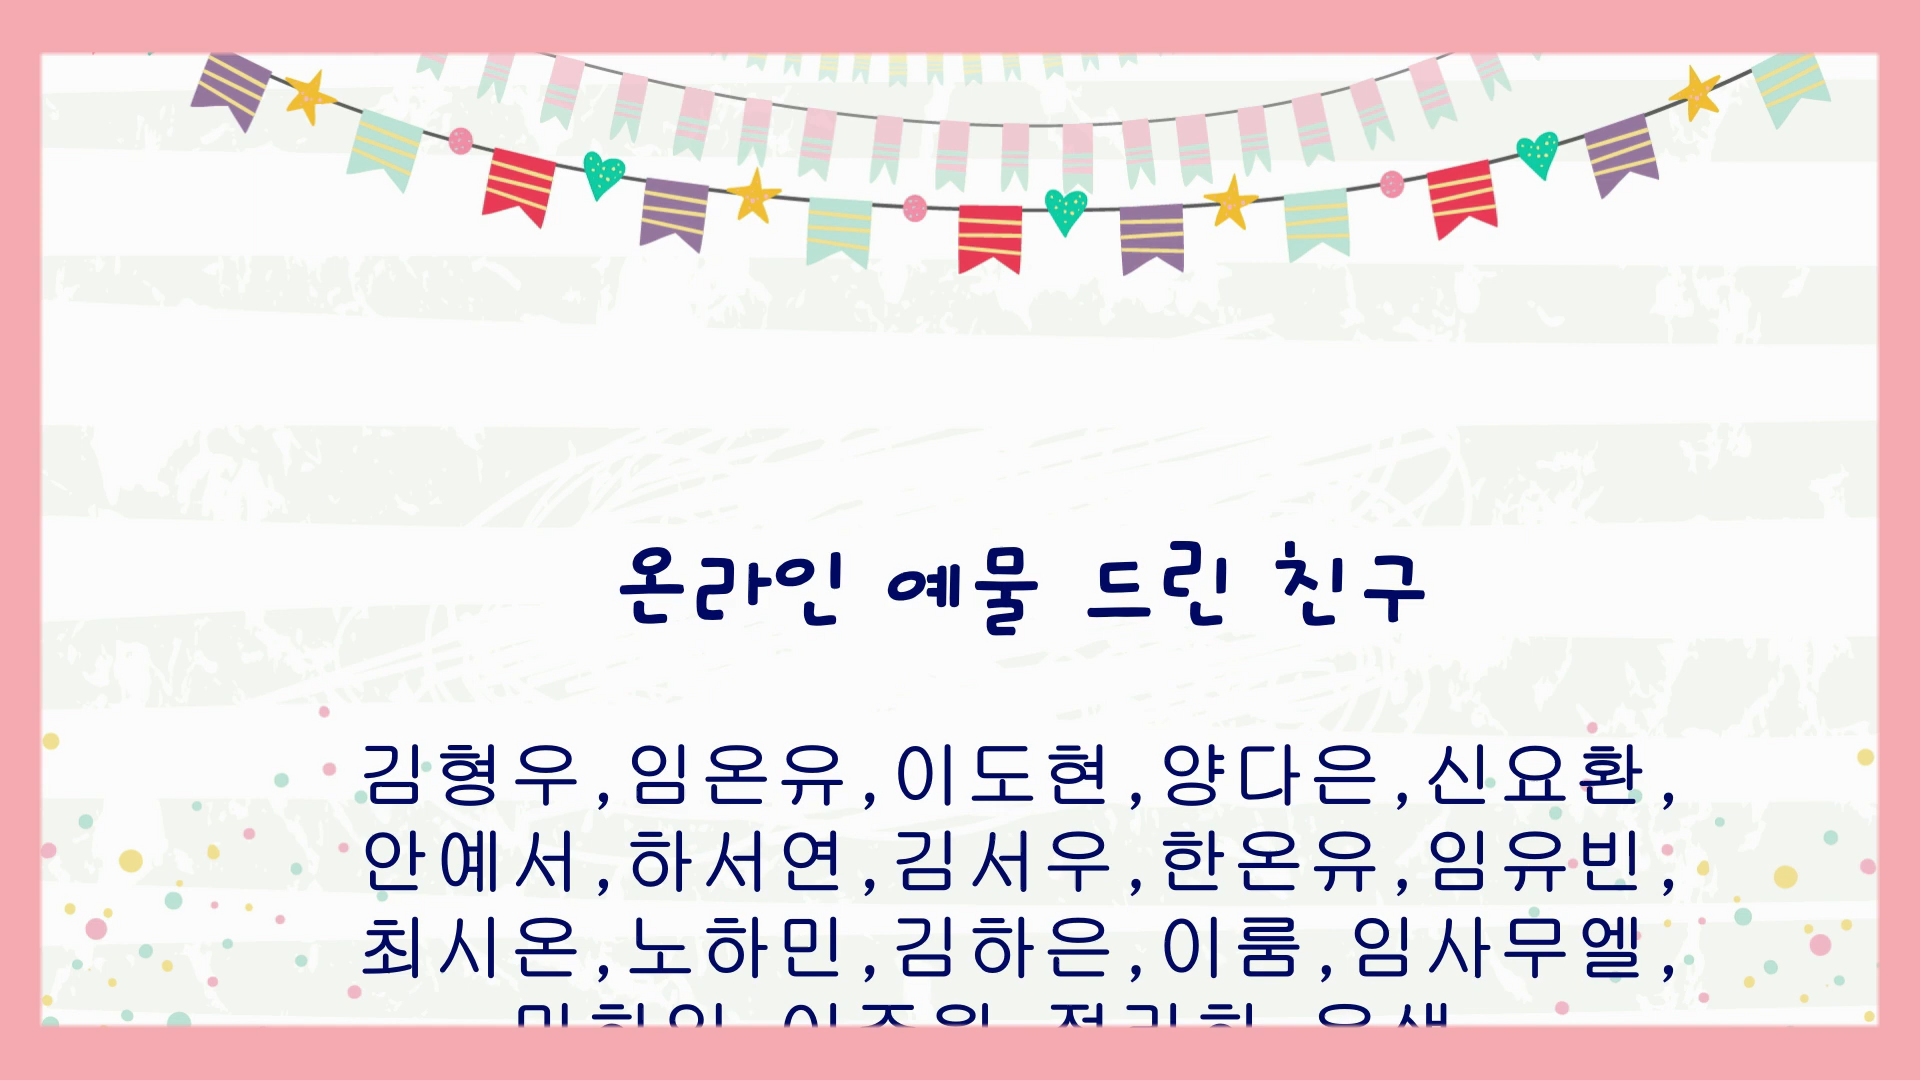 온라인 예물 드린 친구
김형우,임온유,이도현,양다은,신요환,
안예서,하서연,김서우,한온유,임유빈,
최시온,노하민,김하은,이룸,임사무엘,